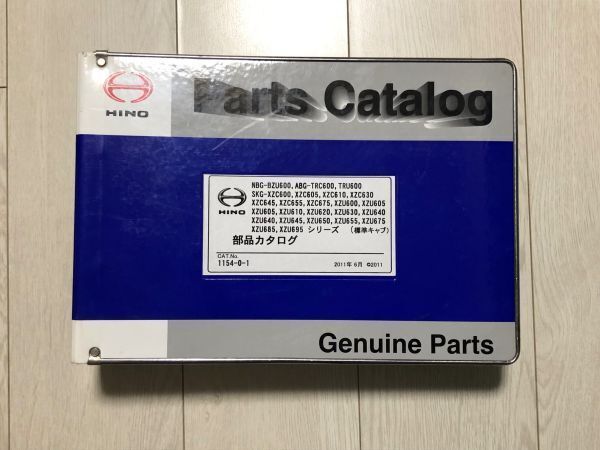 HINO
Parts Catalog
HINO
NBG-BZU600, ABG-TRC600, TRU600
SKG-XZC600, XZC605, XZC610, XZC630
XZC645, XZC655, XZC675, XZU600, XZU605
XZU605, XZU610, XZU620, XZU630, XZU640
XZU640, XZU645, XZU650, XZU655, XZU675
XZU685, XZU695 シリーズ (標準キャブ)
部品カタログ
CAT.No.
1154-0-1
2011年 6月 ©2011
Genuine Parts